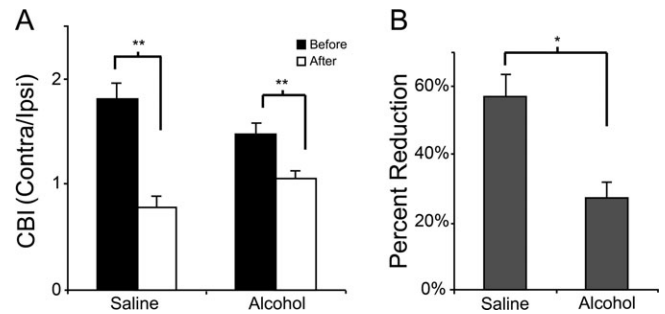 A
CBI (Contra/Ipsi)
2
1
0
**
**
Before
After
Saline
Alcohol
B
Percent Reduction
60%
40%
20%
0%
*
Saline
Alcohol